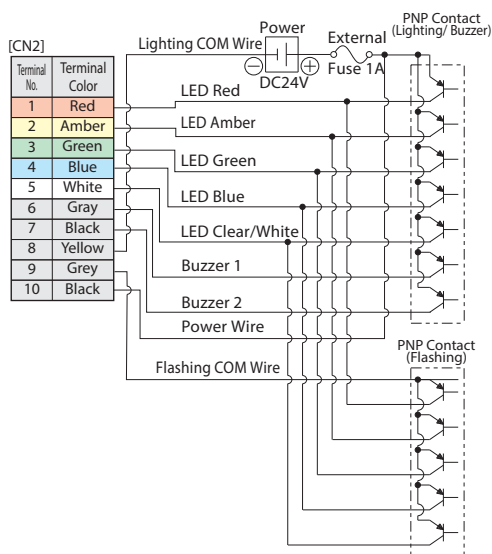 PNP Contact
(Lighting/ Buzzer)
Power
External
Fuse 1A
Lighting COM Wire
DC24V
[CN2]
Terminal No. Terminal Color
1 Red
2 Amber
3 Green
4 Blue
5 White
6 Gray
7 Black
8 Yellow
9 Grey
10 Black
LED Red
LED Amber
LED Green
LED Blue
LED Clear/White
Buzzer 1
Buzzer 2
Power Wire
Flashing COM Wire
PNP Contact
(Flashing)